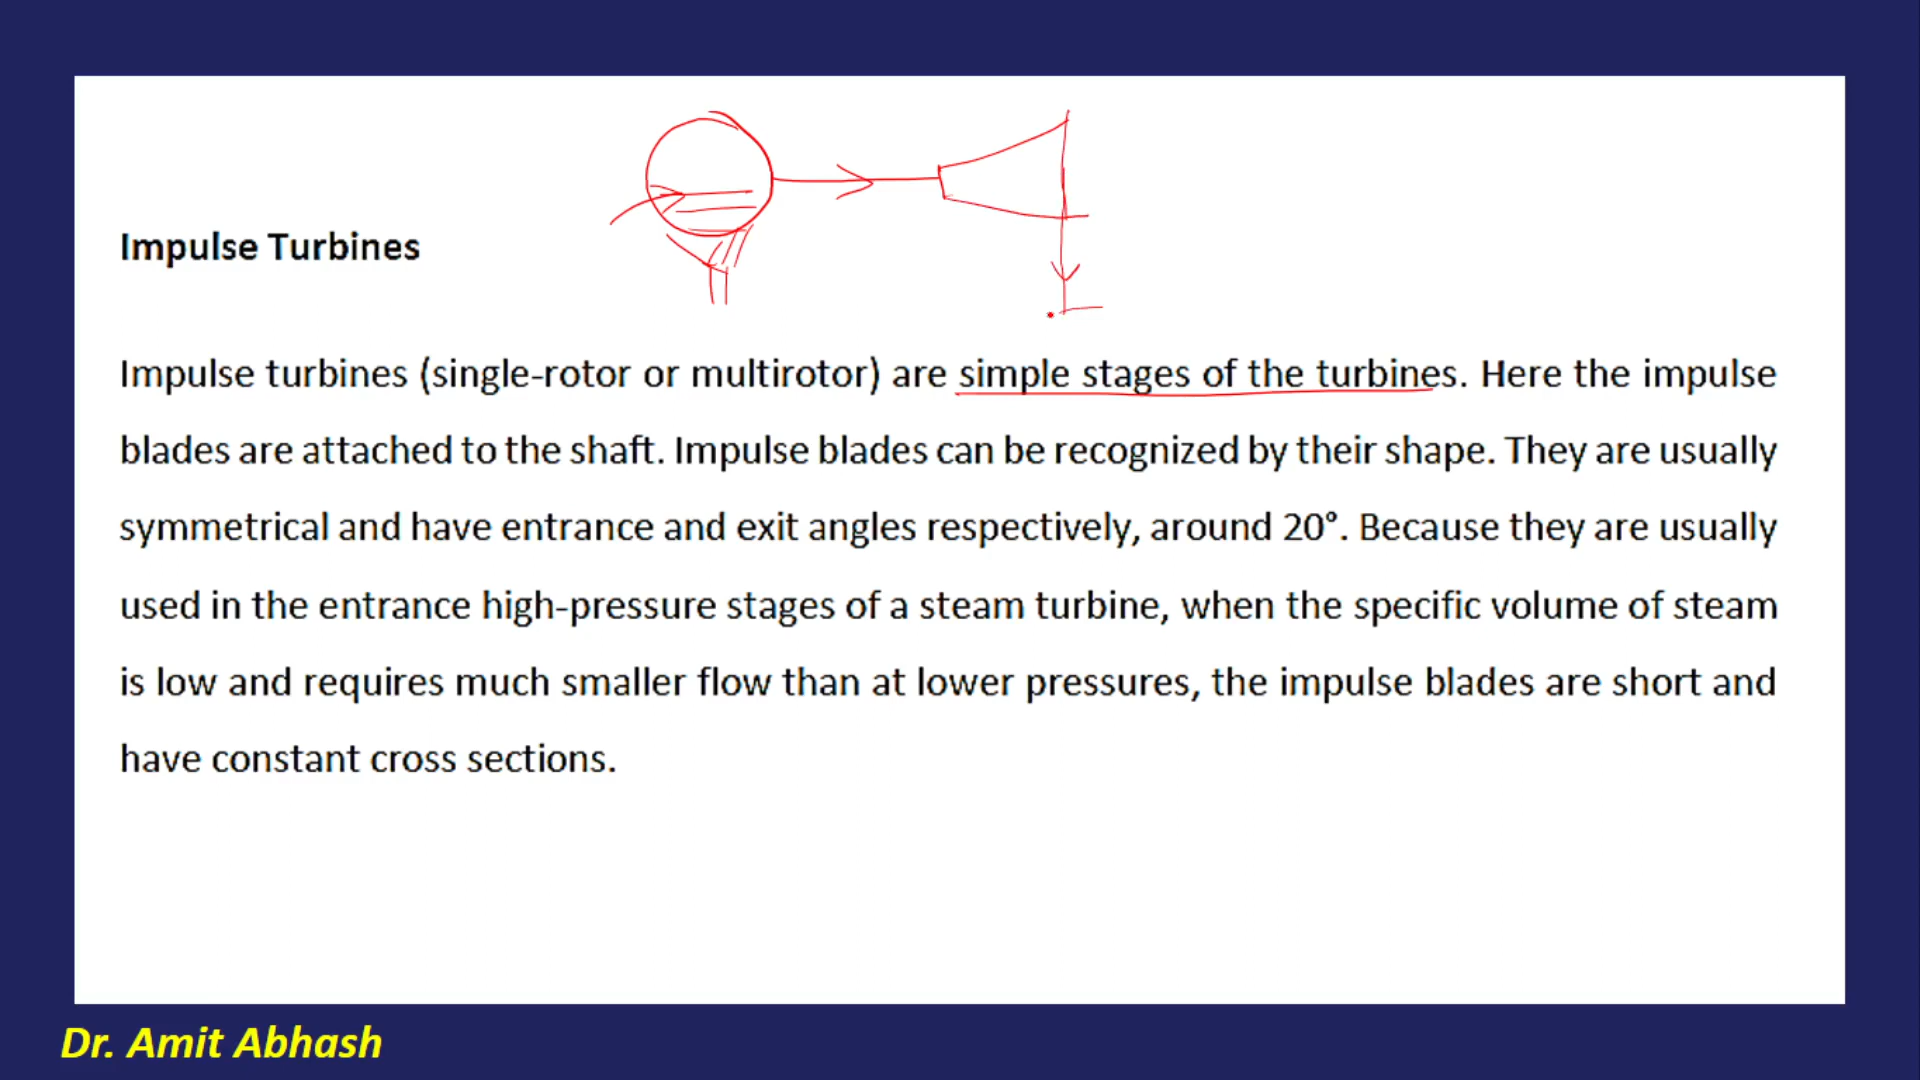 Impulse Turbines
Impulse turbines (single-rotor or multirotor) are simple stages of the turbines. Here the impulse
blades are attached to the shaft. Impulse blades can be recognized by their shape. They are usually
symmetrical and have entrance and exit angles respectively, around 20°. Because they are usually
used in the entrance high-pressure stages of a steam turbine, when the specific volume of steam
is low and requires much smaller flow than at lower pressures, the impulse blades are short and
have constant cross sections.
Dr. Amit Abhash